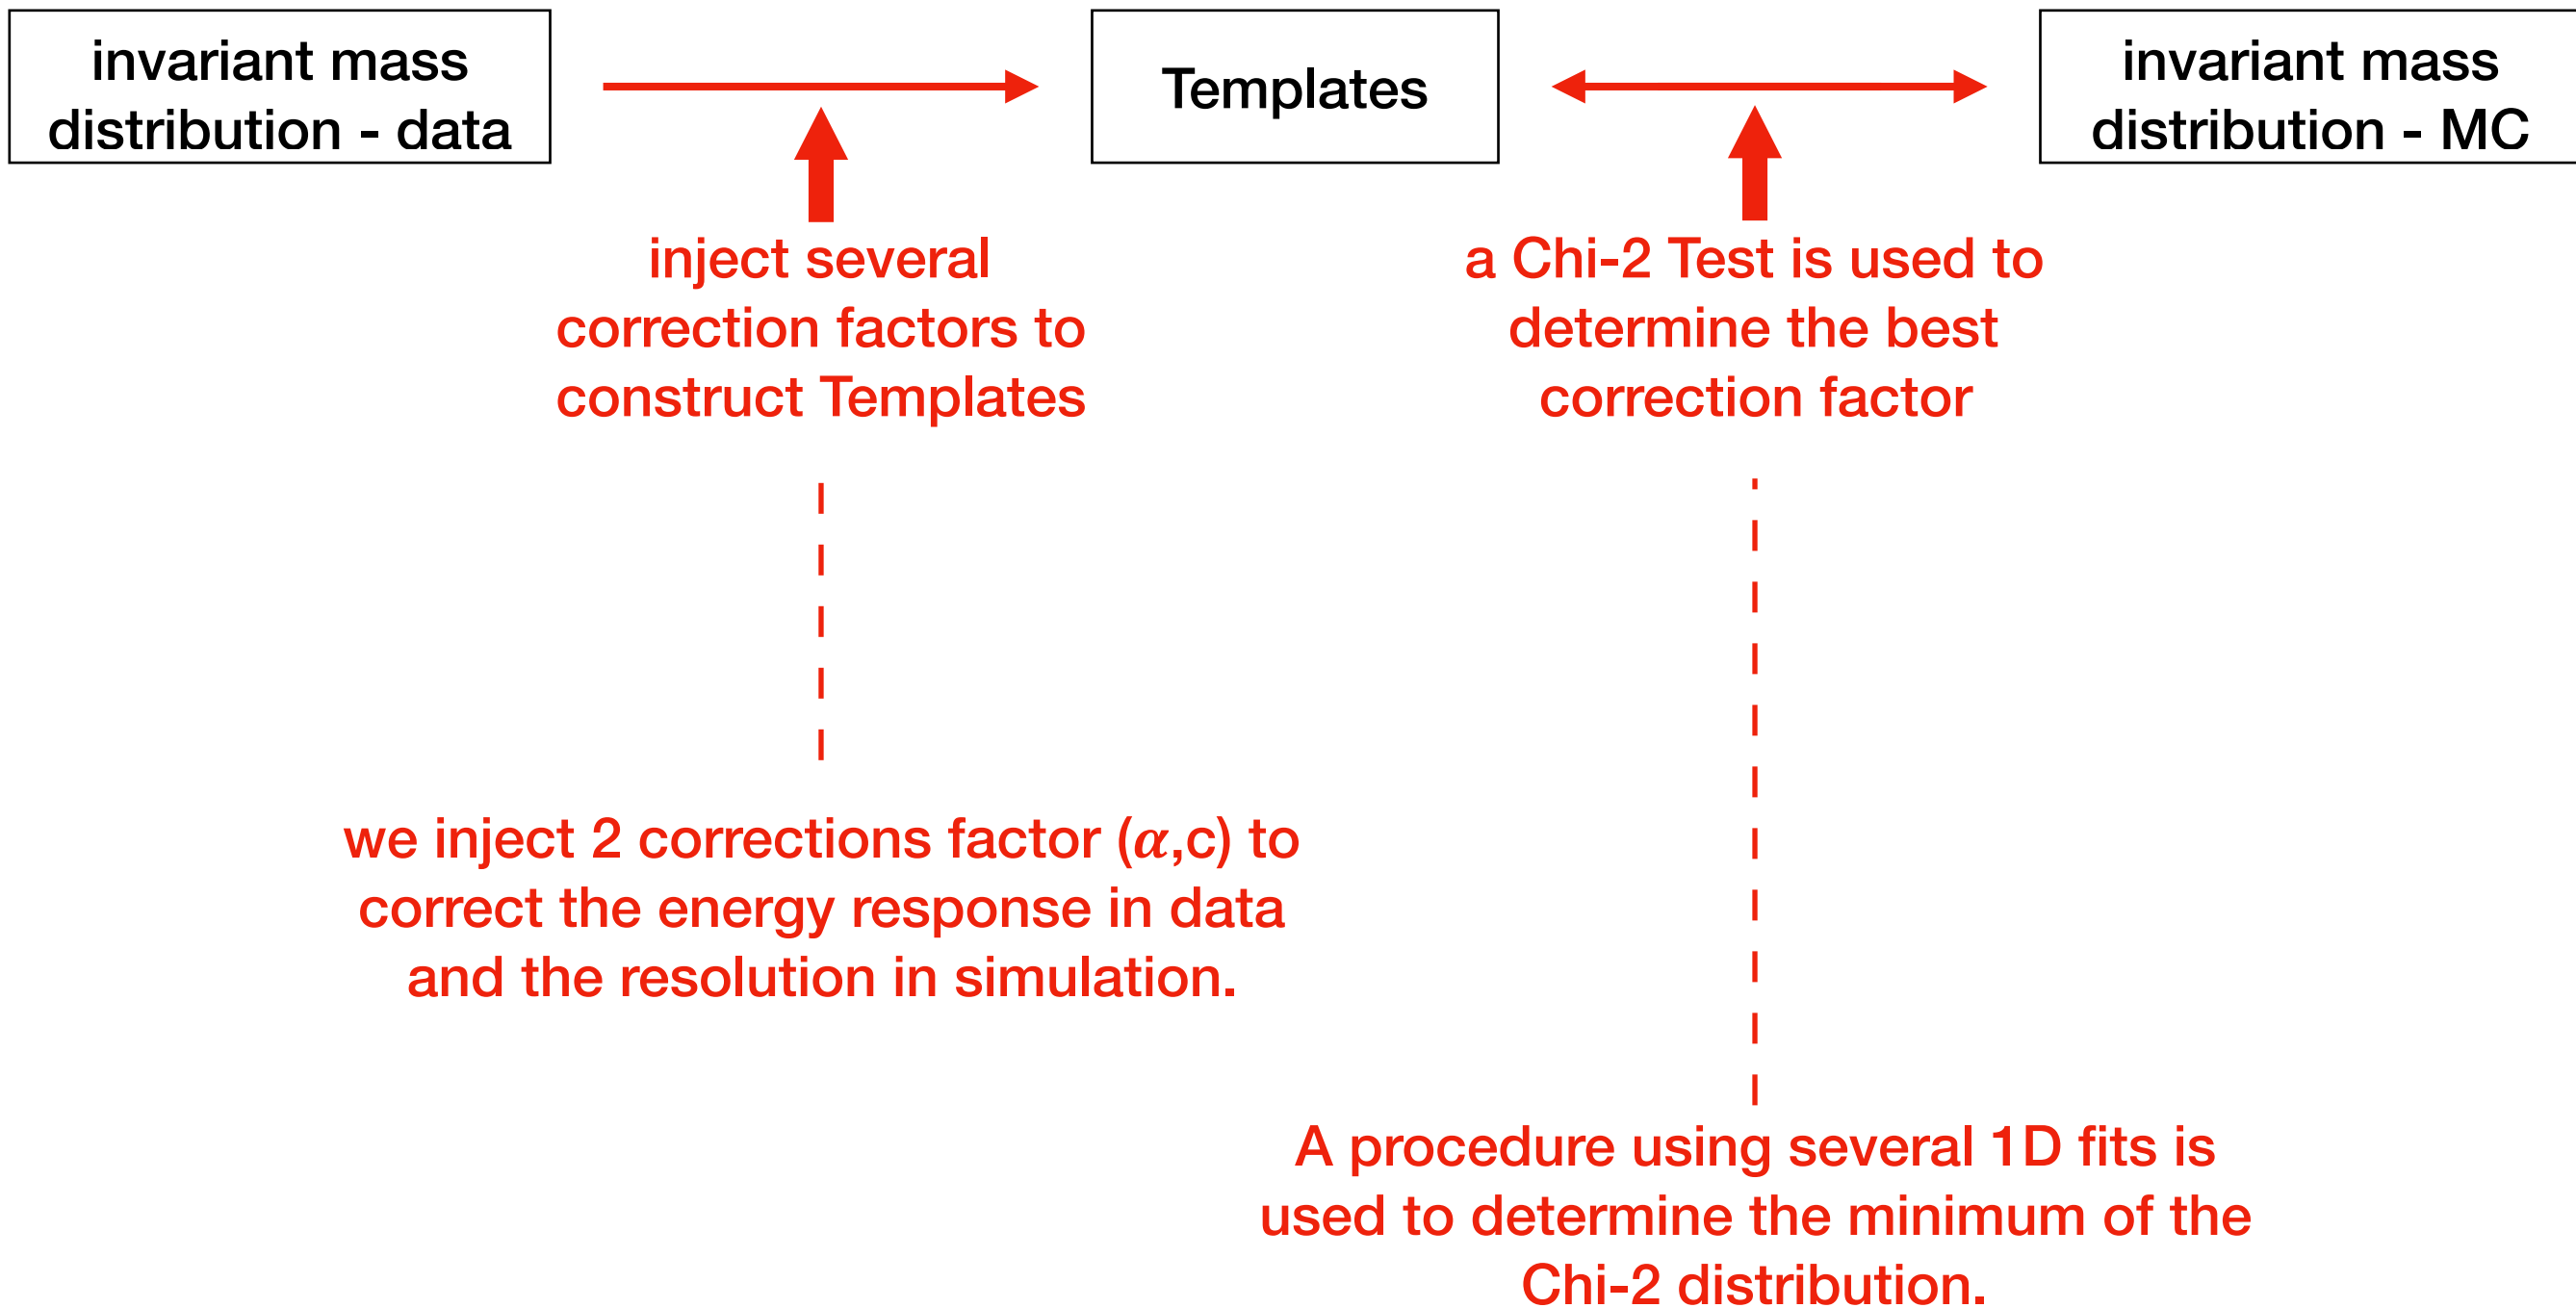 invariant mass
distribution - data
Templates
invariant mass
distribution - MC
inject several
correction factors to
construct Templates
a Chi-2 Test is used to
determine the best
correction factor
we inject 2 corrections factor (α,c) to
correct the energy response in data
and the resolution in simulation.
A procedure using several 1D fits is
used to determine the minimum of the
Chi-2 distribution.